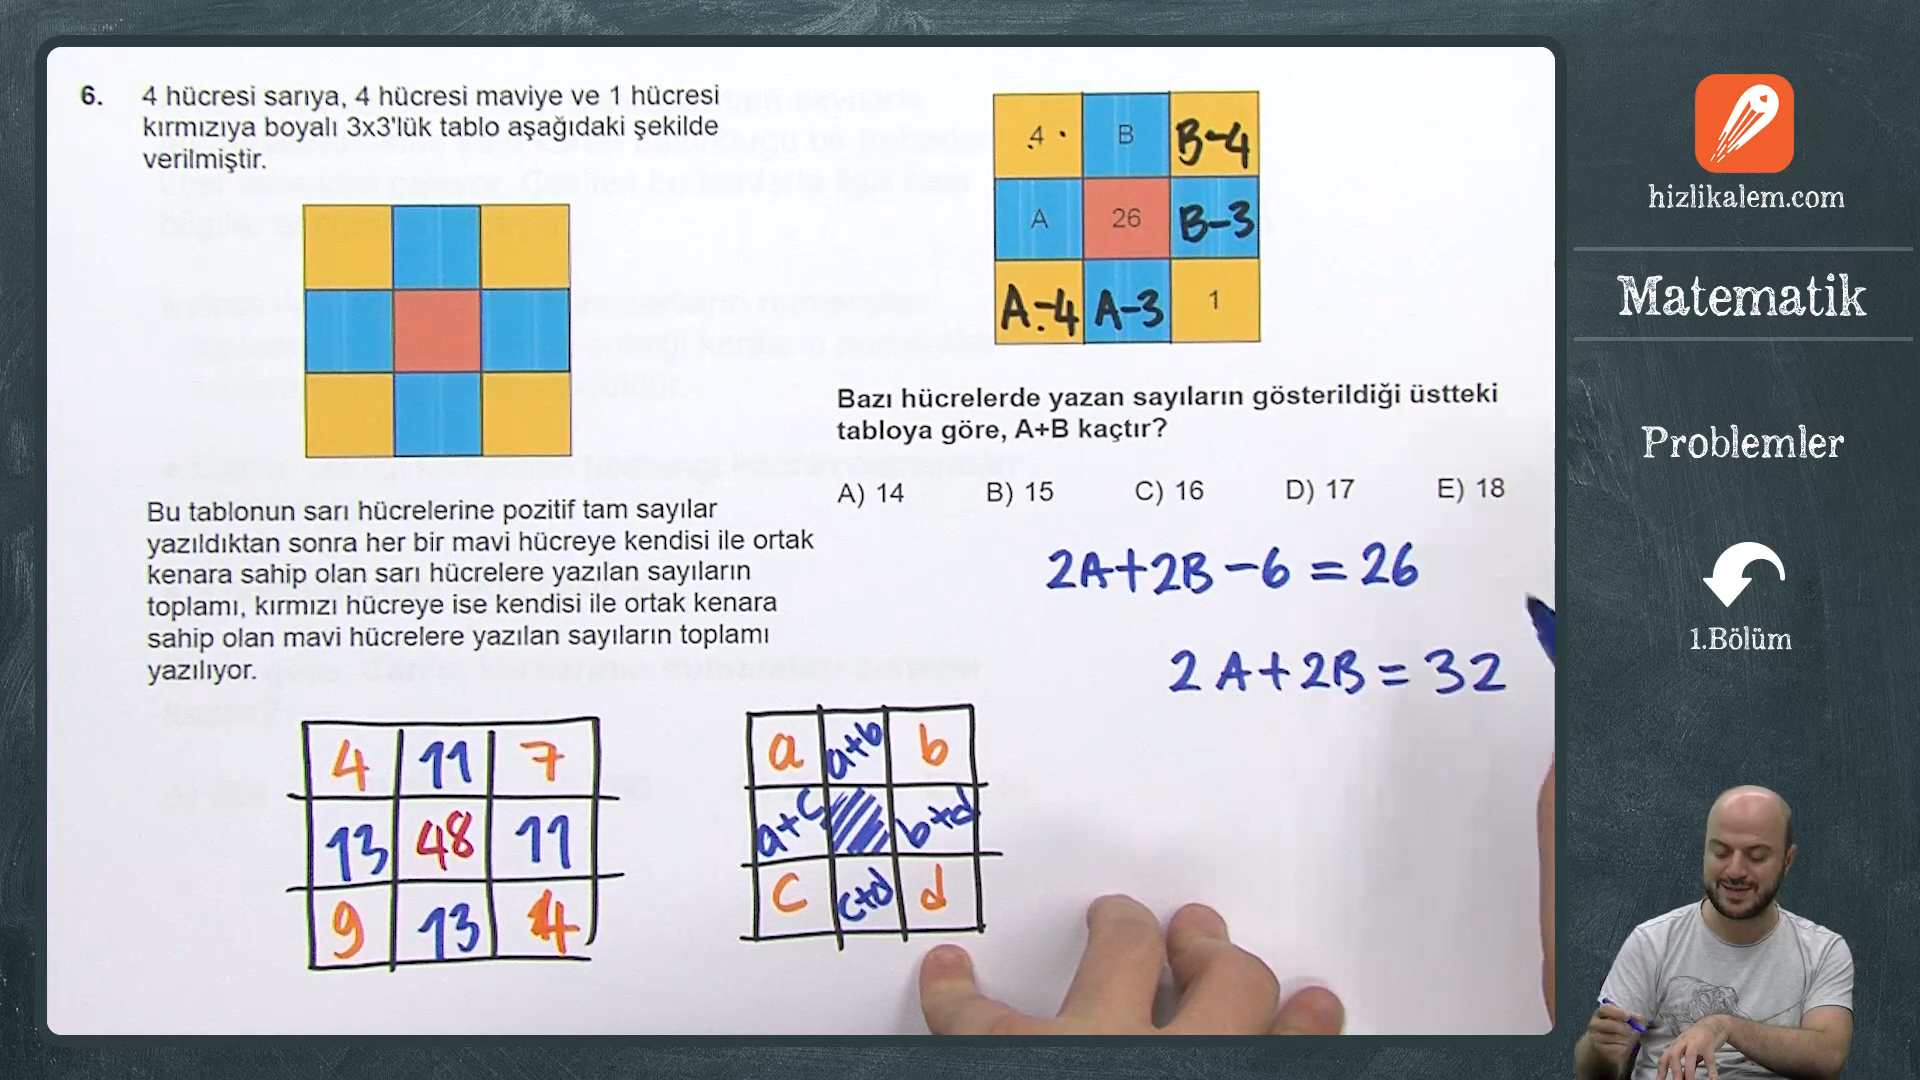 6. 4 hücresi sarıya, 4 hücresi maviye ve 1 hücresi
kırmızıya boyalı 3x3'lük tablo aşağıdaki şekilde
verilmiştir.
Bu tablonun sarı hücrelerine pozitif tam sayılar
yazıldıktan sonra her bir mavi hücreye kendisi ile ortak
kenara sahip olan sarı hücrelere yazılan sayıların
toplamı, kırmızı hücreye ise kendisi ile ortak kenara
sahip olan mavi hücrelere yazılan sayıların toplamı
yazılıyor.
4 11 7
13 48 11
9 13 4
a a+b b
a+c b+d
c c+d d
4 B B-4
A 26 B-3
A-4 A-3 1
Bazı hücrelerde yazan sayıların gösterildiği üstteki
tabloya göre, A+B kaçtır?
A) 14 B) 15 C) 16 D) 17 E) 18
2A+2B-6=26
2A+2B=32
hizlikalem.com
Matematik
Problemler
1.Bölüm